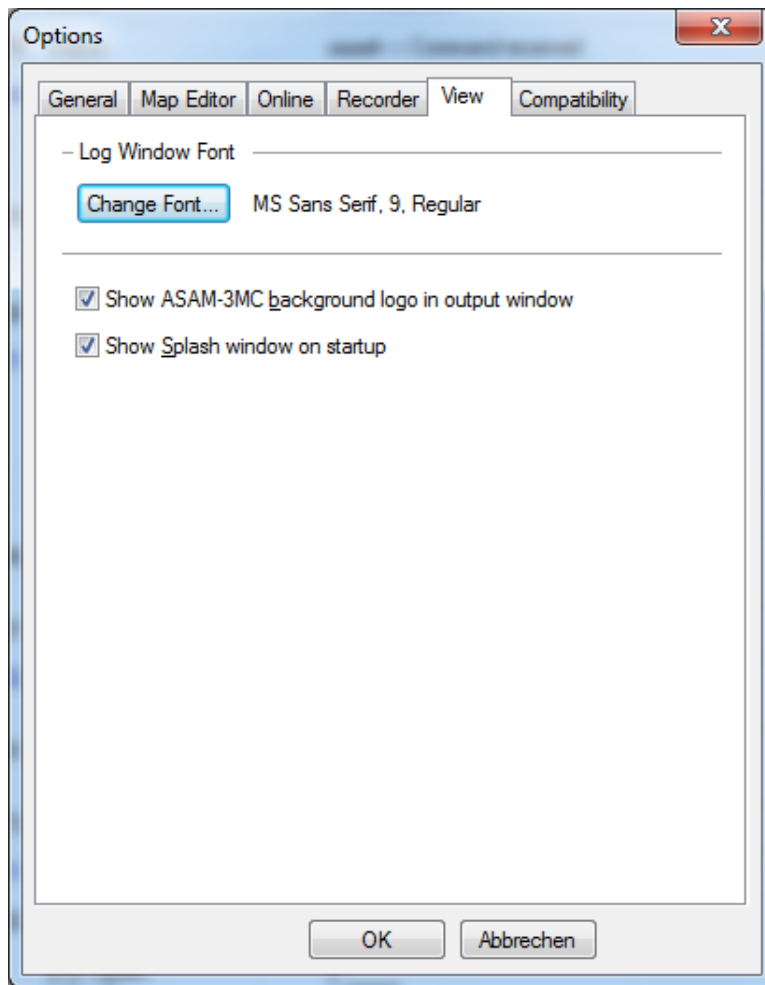 Options
General Map Editor Online Recorder View Compatibility
Log Window Font
Change Font... MS Sans Serif, 9, Regular
Show ASAM-3MC background logo in output window
Show Splash window on startup
OK Abbrechen